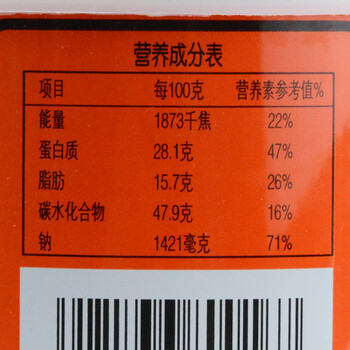 营养成分表
项目 每100克 营养素参考值%
能量 1873千焦 22%
蛋白质 28.1克 47%
脂肪 15.7克 26%
碳水化合物 47.9克 16%
钠 1421毫克 71%